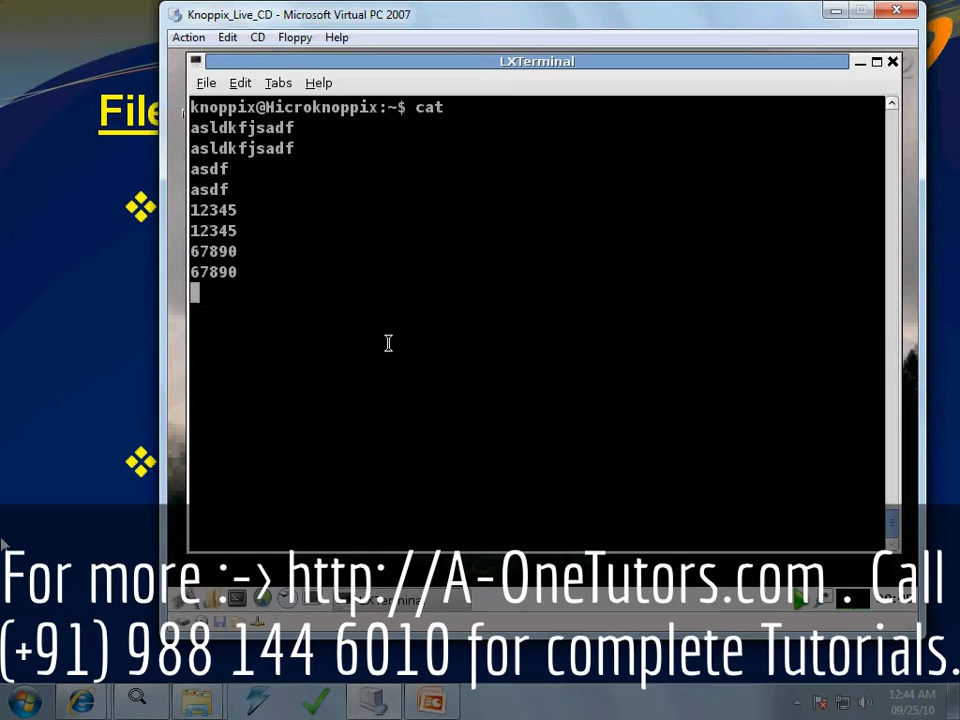 Knoppix_Live_CD - Microsoft Virtual PC 2007
Action Edit CD Floppy Help
LXTerminal
File Edit Tabs Help
File
knoppix@Microknoppix:~$ cat
asldkfjsadf
asldkfjsadf
asdf
asdf
12345
12345
67890
67890
For more :-> http://A-OneTutors.com . Call
(+91) 988 144 6010 for complete Tutorials.
12:44 AM
09/25/10